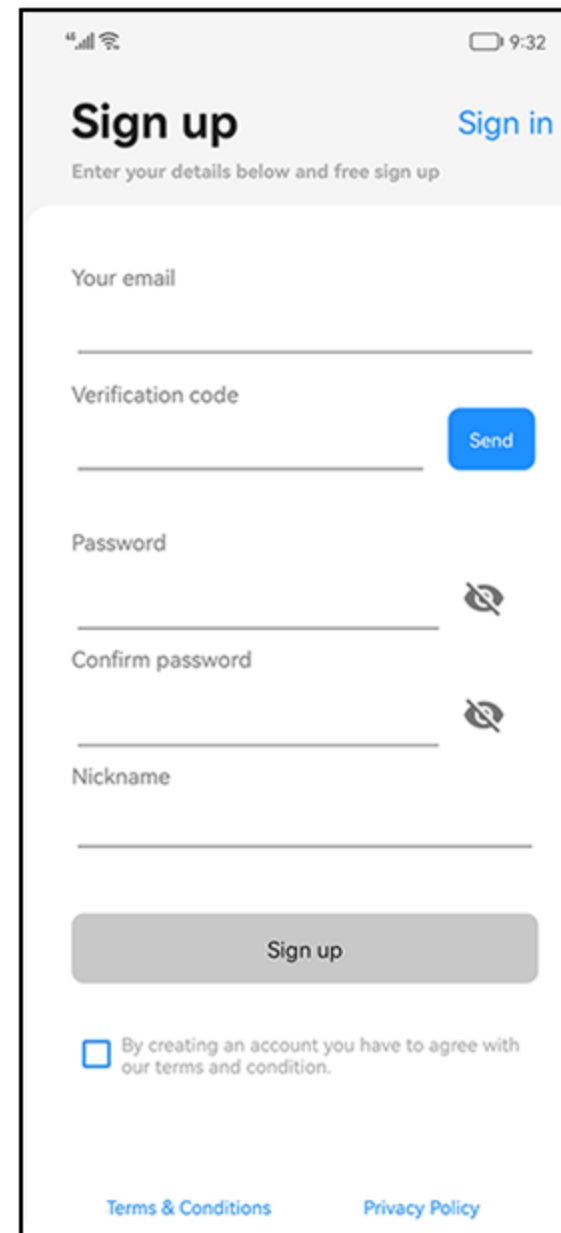 9:32
Sign up
Sign in
Enter your details below and free sign up
Your email
Verification code
Send
Password
Confirm password
Nickname
Sign up
By creating an account you have to agree with
our terms and condition.
Terms & Conditions
Privacy Policy